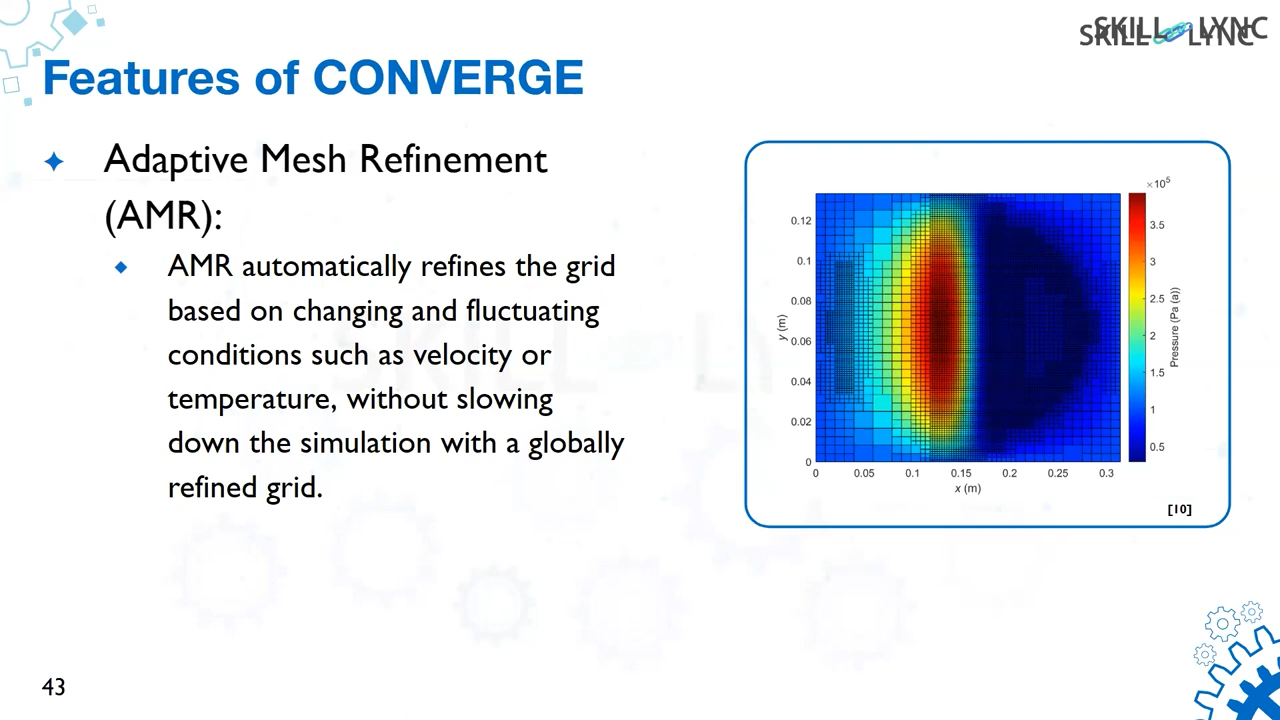 SKILL LYNC
SKILL LYNC
Features of CONVERGE
Adaptive Mesh Refinement
(AMR):
AMR automatically refines the grid
based on changing and fluctuating
conditions such as velocity or
temperature, without slowing
down the simulation with a globally
refined grid.
×10⁵
0.12
0.1
0.08
0.06
0.04
0.02
0
y (m)
0 0.05 0.1 0.15 0.2 0.25 0.3
x (m)
3.5
3
2.5
2
1.5
1
0.5
Pressure (Pa (a))
[10]
43